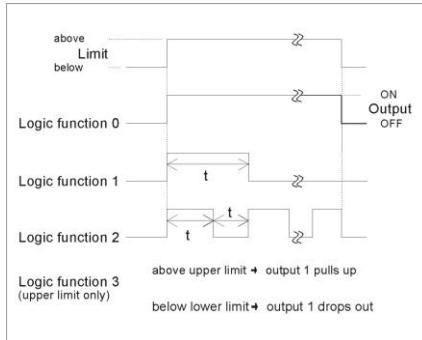 above
Limit
below
ON
Output
OFF
Logic function 0
Logic function 1
t
Logic function 2
t
t
Logic function 3
(upper limit only)
above upper limit → output 1 pulls up
below lower limit → output 1 drops out